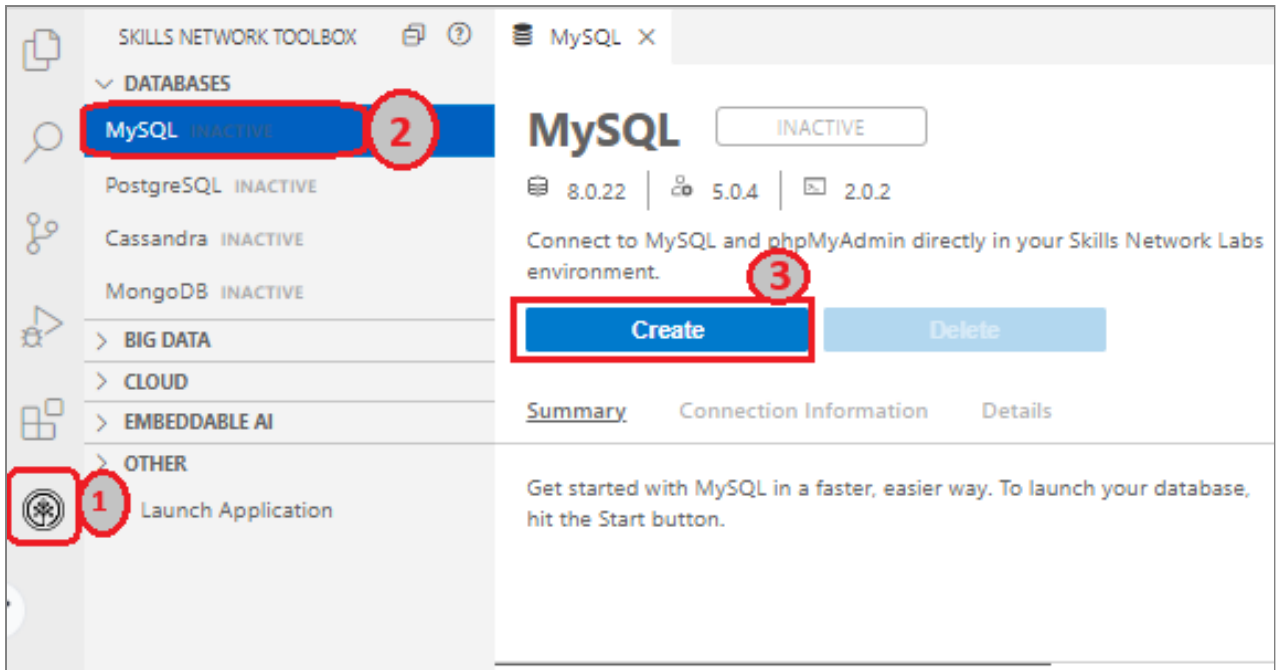 SKILLS NETWORK TOOLBOX
DATABASES
MySQL INACTIVE
2
PostgreSQL INACTIVE
Cassandra INACTIVE
MongoDB INACTIVE
BIG DATA
CLOUD
EMBEDDABLE AI
OTHER
1
Launch Application
MySQL
MySQL INACTIVE
8.0.22 5.0.4 2.0.2
Connect to MySQL and phpMyAdmin directly in your Skills Network Labs
environment.
3
Create Delete
Summary Connection Information Details
Get started with MySQL in a faster, easier way. To launch your database,
hit the Start button.